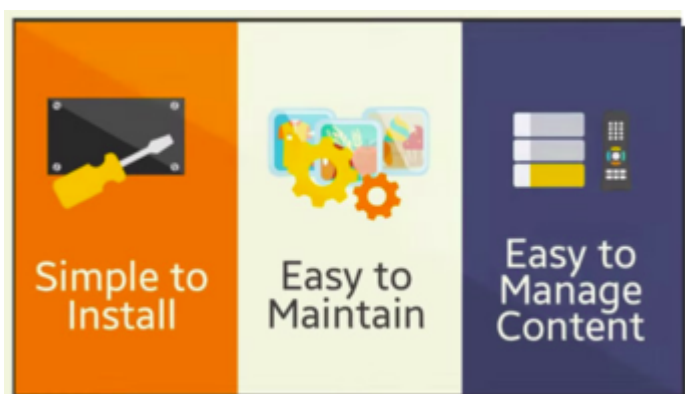 Simple to
Install
Easy to
Maintain
Easy to
Manage
Content